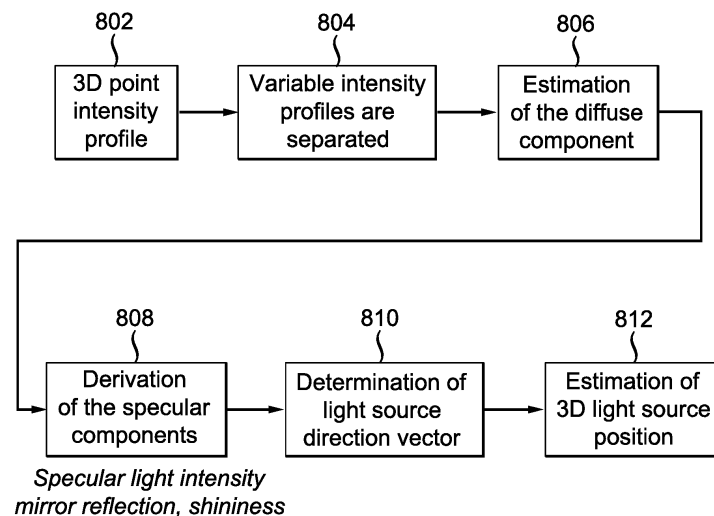 802
3D point
intensity
profile
804
Variable intensity
profiles are
separated
806
Estimation
of the diffuse
component
808
Derivation
of the specular
components
Specular light intensity
mirror reflection, shininess
810
Determination of
light source
direction vector
812
Estimation of
3D light source
position